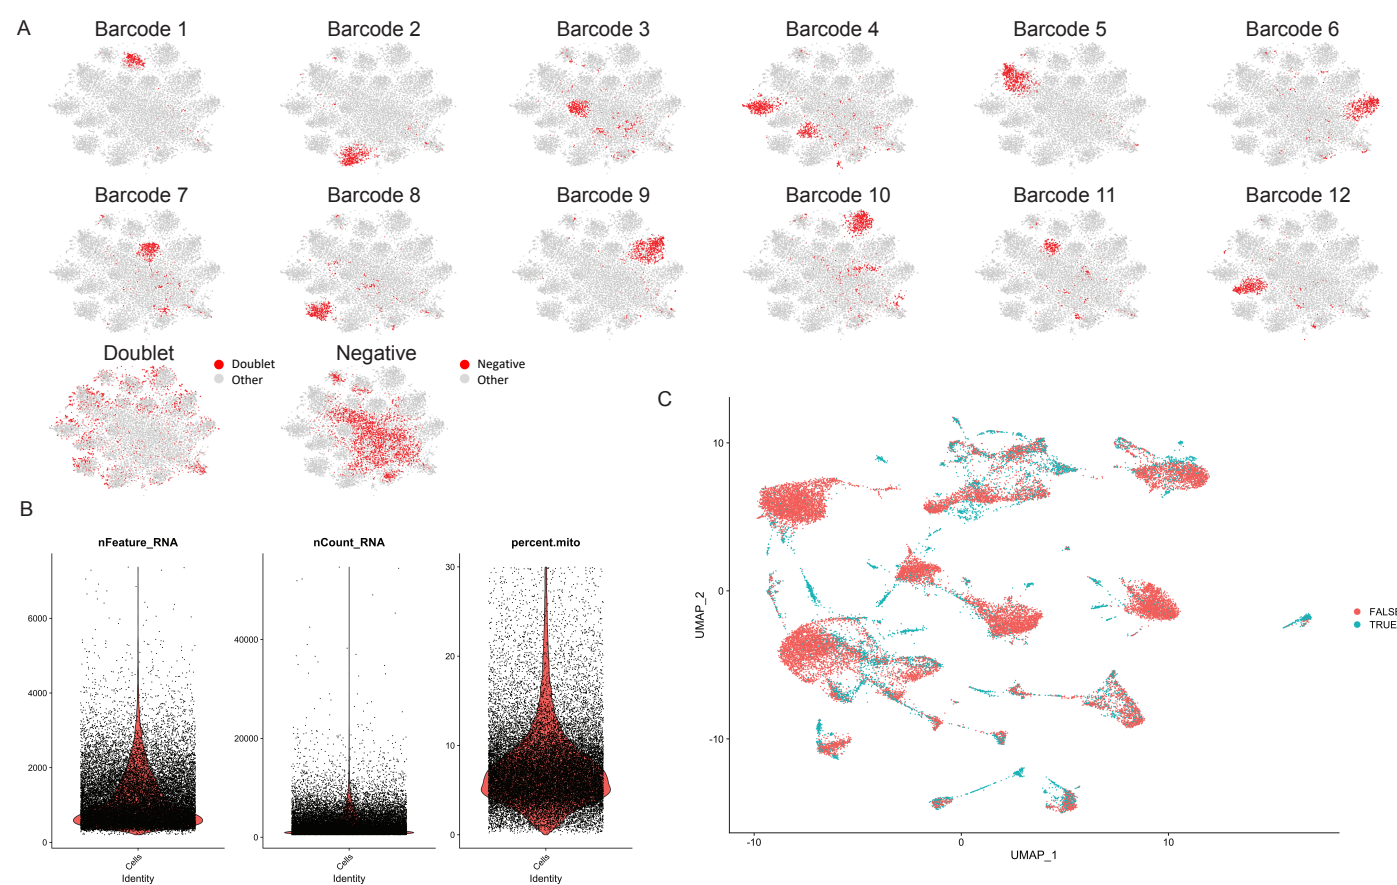 A
Barcode 1
Barcode 2
Barcode 3
Barcode 4
Barcode 5
Barcode 6
Barcode 7
Barcode 8
Barcode 9
Barcode 10
Barcode 11
Barcode 12
Doublet
Doublet
Other
Negative
Negative
Other
B
nFeature_RNA
6000
4000
2000
0
Cells
Identity
nCount_RNA
40000
20000
0
Cells
Identity
percent.mito
30
20
10
0
Cells
Identity
C
UMAP_2
10
0
-10
-10
0
10
UMAP_1
FALSE
TRUE